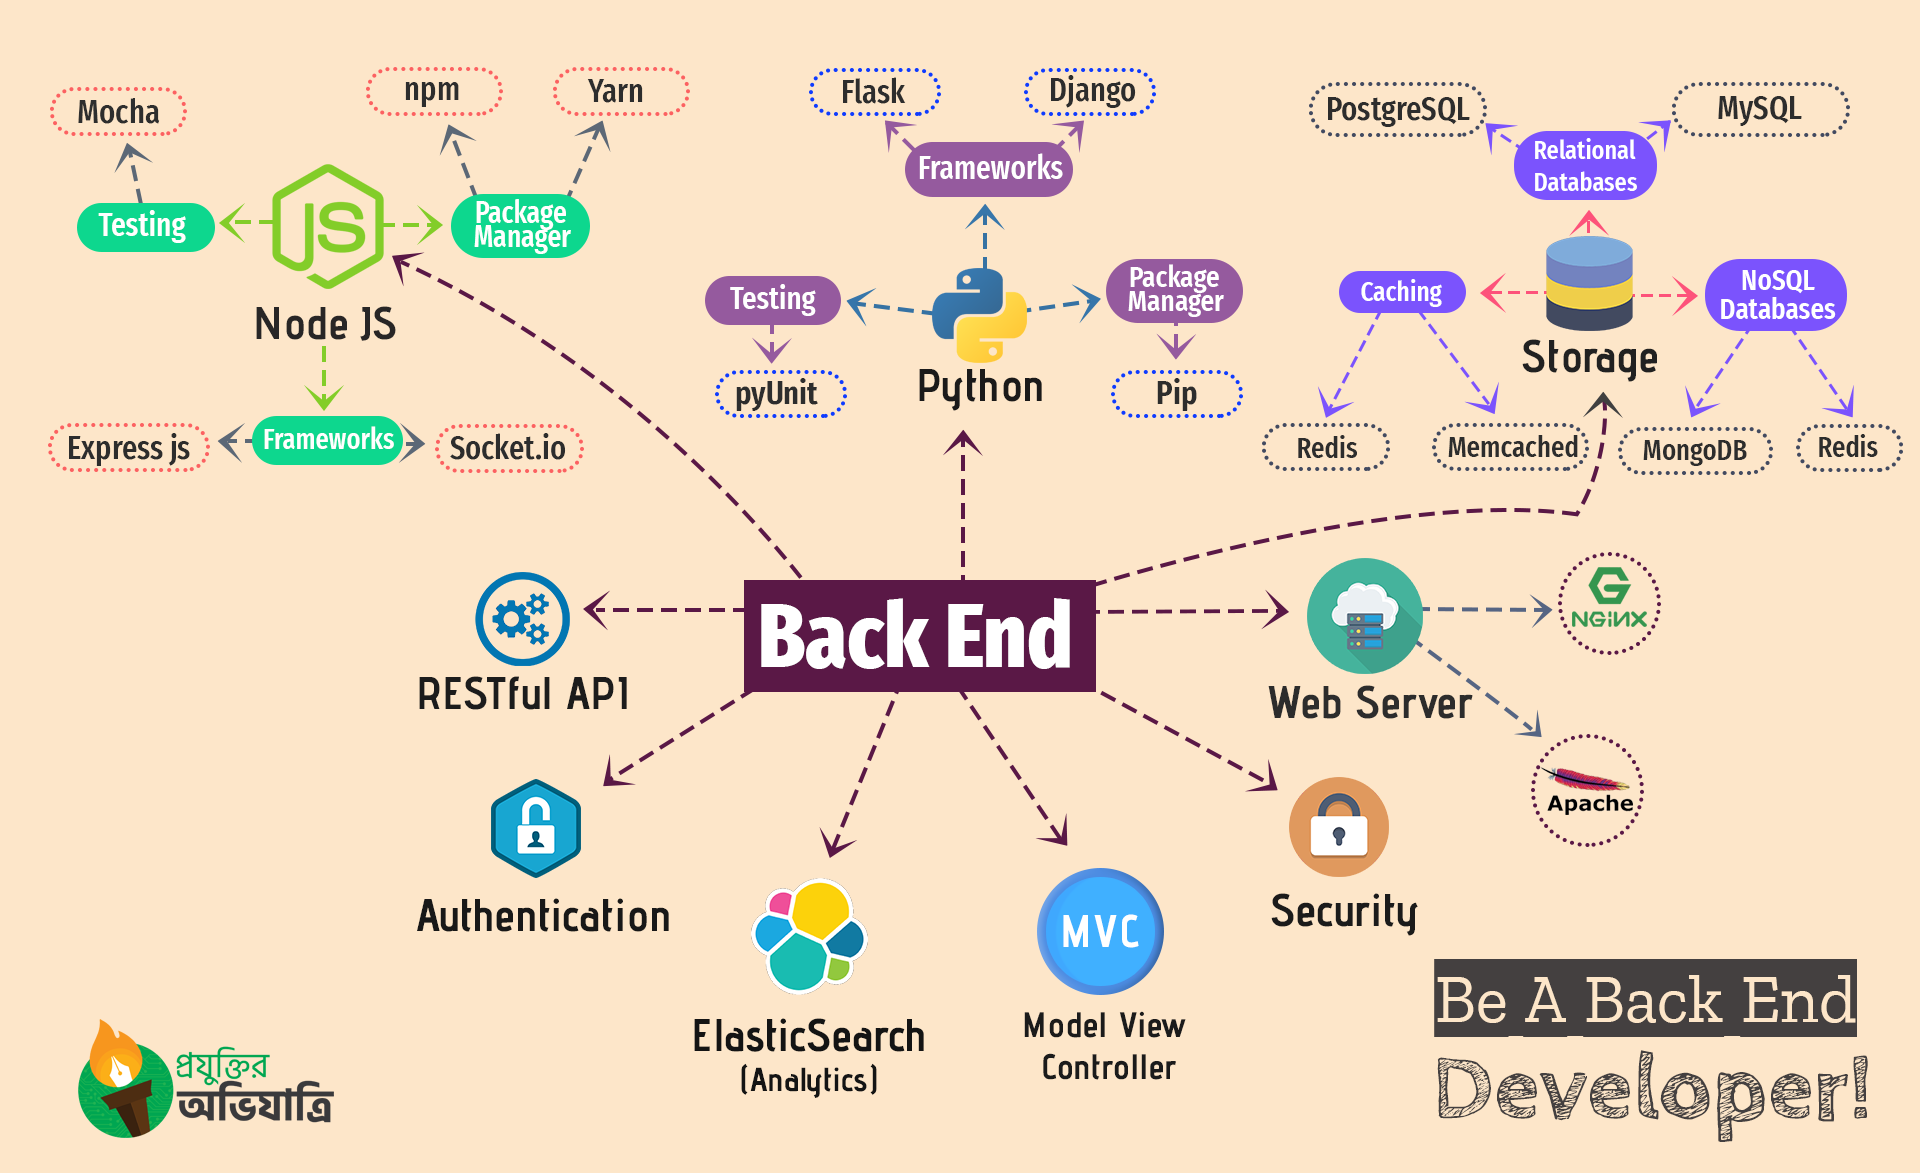 Mocha
npm
Yarn
Testing
JS
Package
Manager
Node JS
Express js
Frameworks
Socket.io
Flask
Django
Frameworks
Testing
Package
Manager
pyUnit
Python
Pip
PostgreSQL
MySQL
Relational
Databases
Caching
NoSQL
Databases
Storage
Redis
Memcached
MongoDB
Redis
Back End
RESTful API
Web Server
NGiNX
Apache
Authentication
ElasticSearch
(Analytics)
MVC
Model View
Controller
Security
প্রযুক্তির
অভিযাত্রি
Be A Back End
Developer!